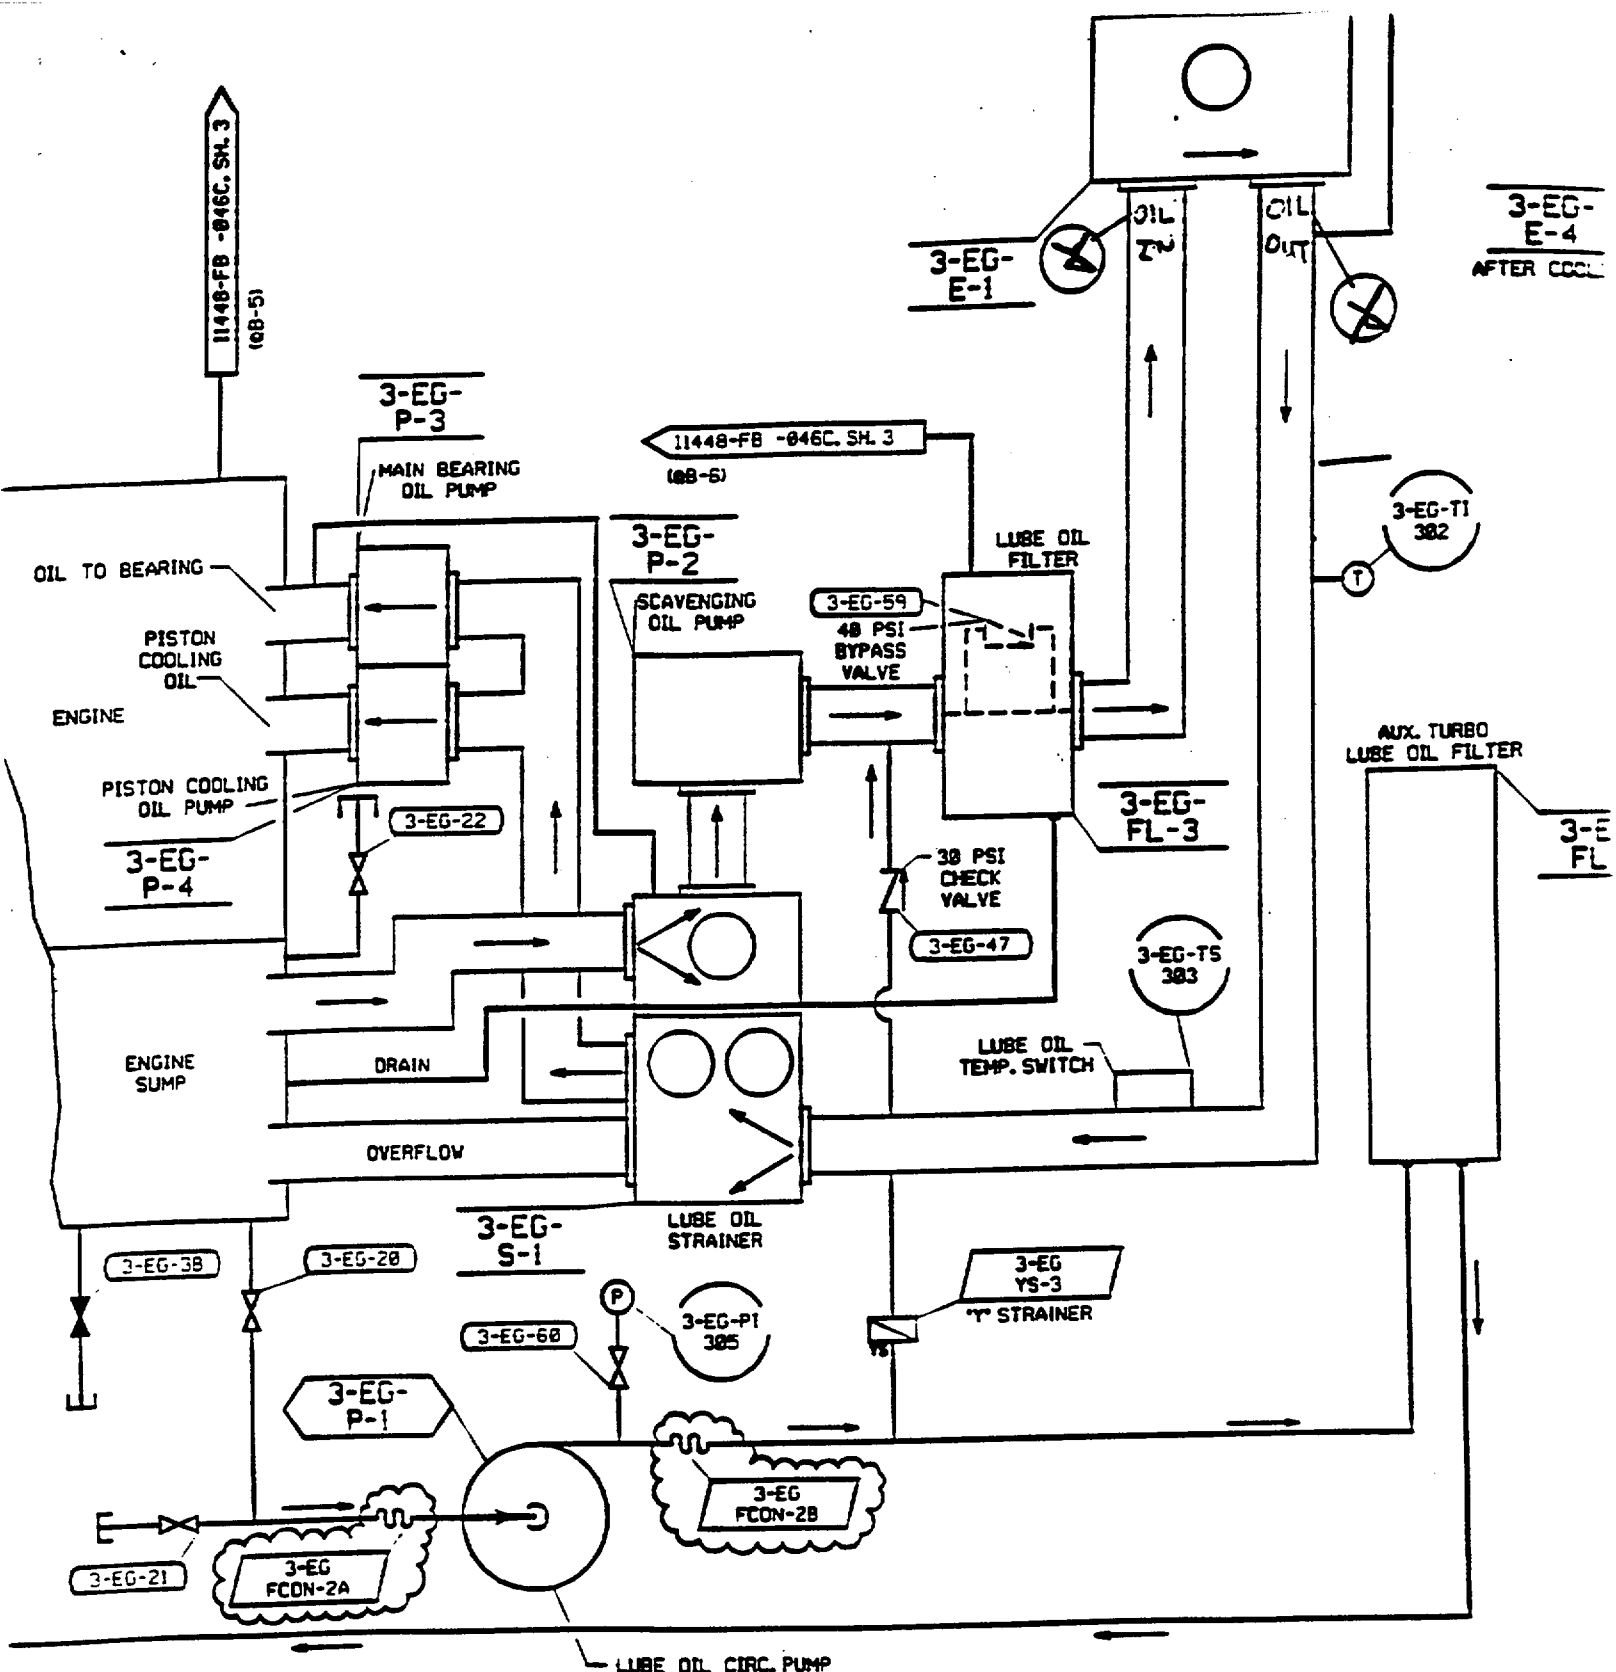 11448-FB -046C. SH. 3
(QB-5)
OIL
IN
OIL
OUT
3-EG-
E-1
3-EG-
E-4
AFTER COOL
3-EG-
P-3
MAIN BEARING
OIL PUMP
11448-FB -046C. SH. 3
3-EG-
P-2
SCAVENGING
OIL PUMP
LUBE OIL
FILTER
3-EG-TI
302
T
OIL TO BEARING
3-EG-59
40 PSI
BYPASS
VALVE
PISTON
COOLING
OIL
ENGINE
AUX. TURBO
LUBE OIL FILTER
PISTON COOLING
OIL PUMP
3-EG-22
3-EG-
P-4
3-EG-
FL-3
3-E
FL
30 PSI
CHECK
VALVE
3-EG-47
3-EG-TS
303
ENGINE
SUMP
DRAIN
LUBE OIL
TEMP. SWITCH
OVERFLOW
3-EG-
S-1
LUBE OIL
STRAINER
3-EG-38
3-EG-20
3-EG
YS-3
"Y" STRAINER
YS
P
3-EG-PI
305
3-EG-60
3-EG-
P-1
3-EG
FCON-2B
3-EG-21
3-EG
FCON-2A
LUBE OIL CIRC. PUMP